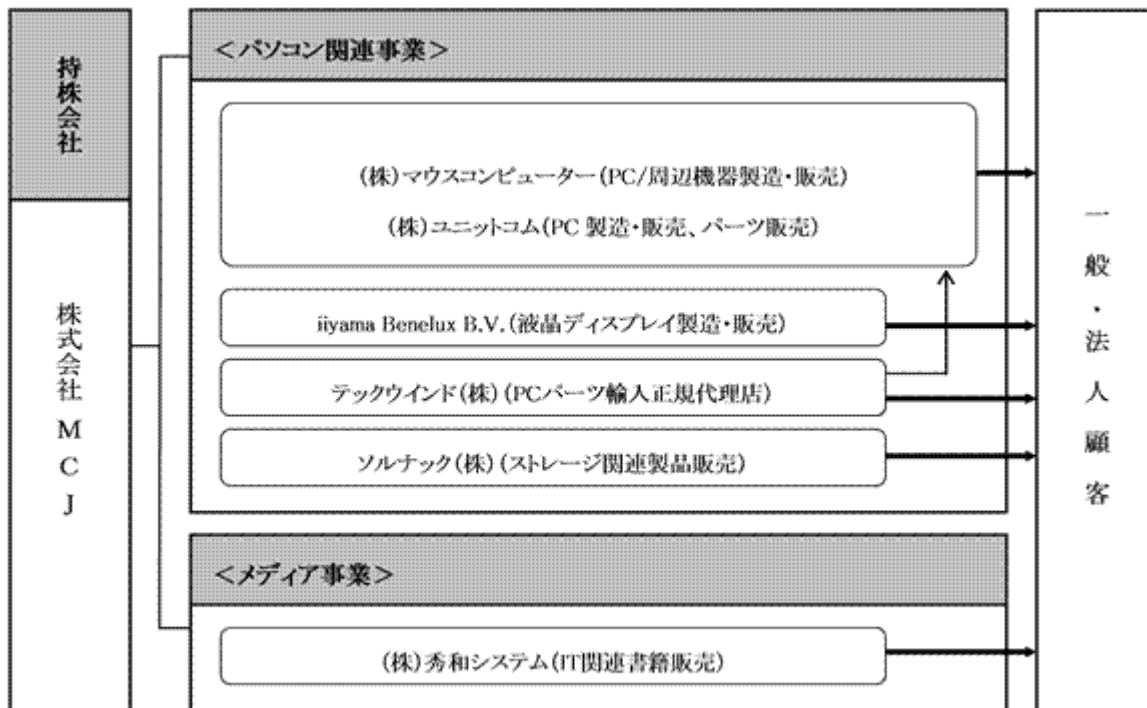 持株会社
株式会社MCJ
＜パソコン関連事業＞
(株)マウスコンピューター(PC/周辺機器製造・販売)
(株)ユニットコム(PC 製造・販売、パーツ販売)
iiyama Benelux B.V.(液晶ディスプレイ製造・販売)
テックウインド(株)(PCパーツ輸入正規代理店)
ソルナック(株)(ストレージ関連製品販売)
＜メディア事業＞
(株)秀和システム(IT関連書籍販売)
一般・法人顧客